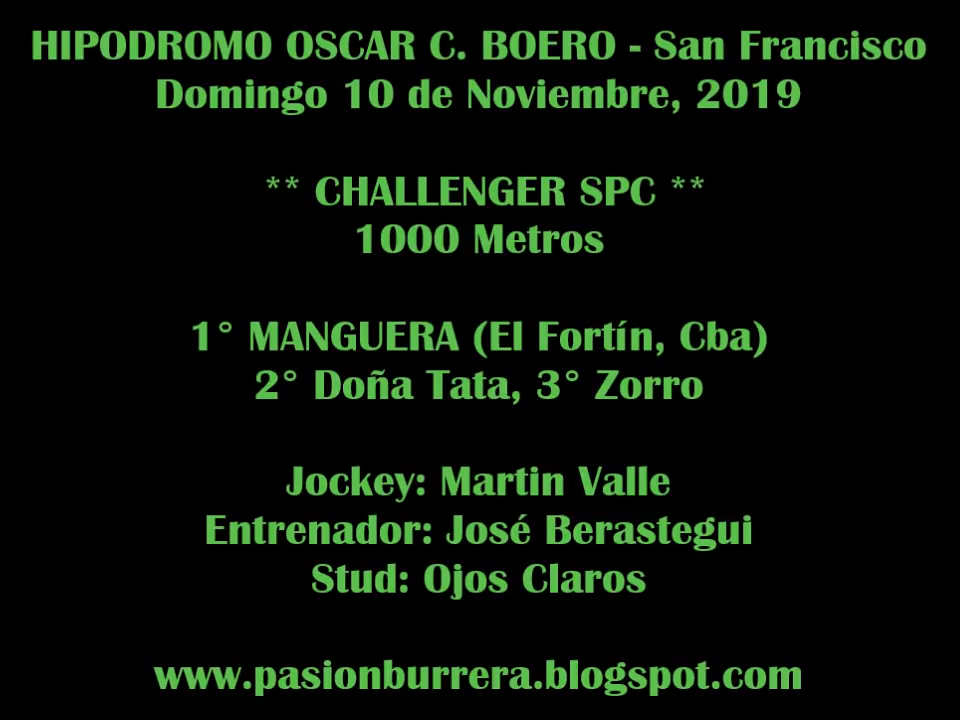 HIPODROMO OSCAR C. BOERO - San Francisco
Domingo 10 de Noviembre, 2019
** CHALLENGER SPC **
1000 Metros
1° MANGUERA (El Fortín, Cba)
2° Doña Tata, 3° Zorro
Jockey: Martin Valle
Entrenador: José Berastegui
Stud: Ojos Claros
www.pasionburrera.blogspot.com